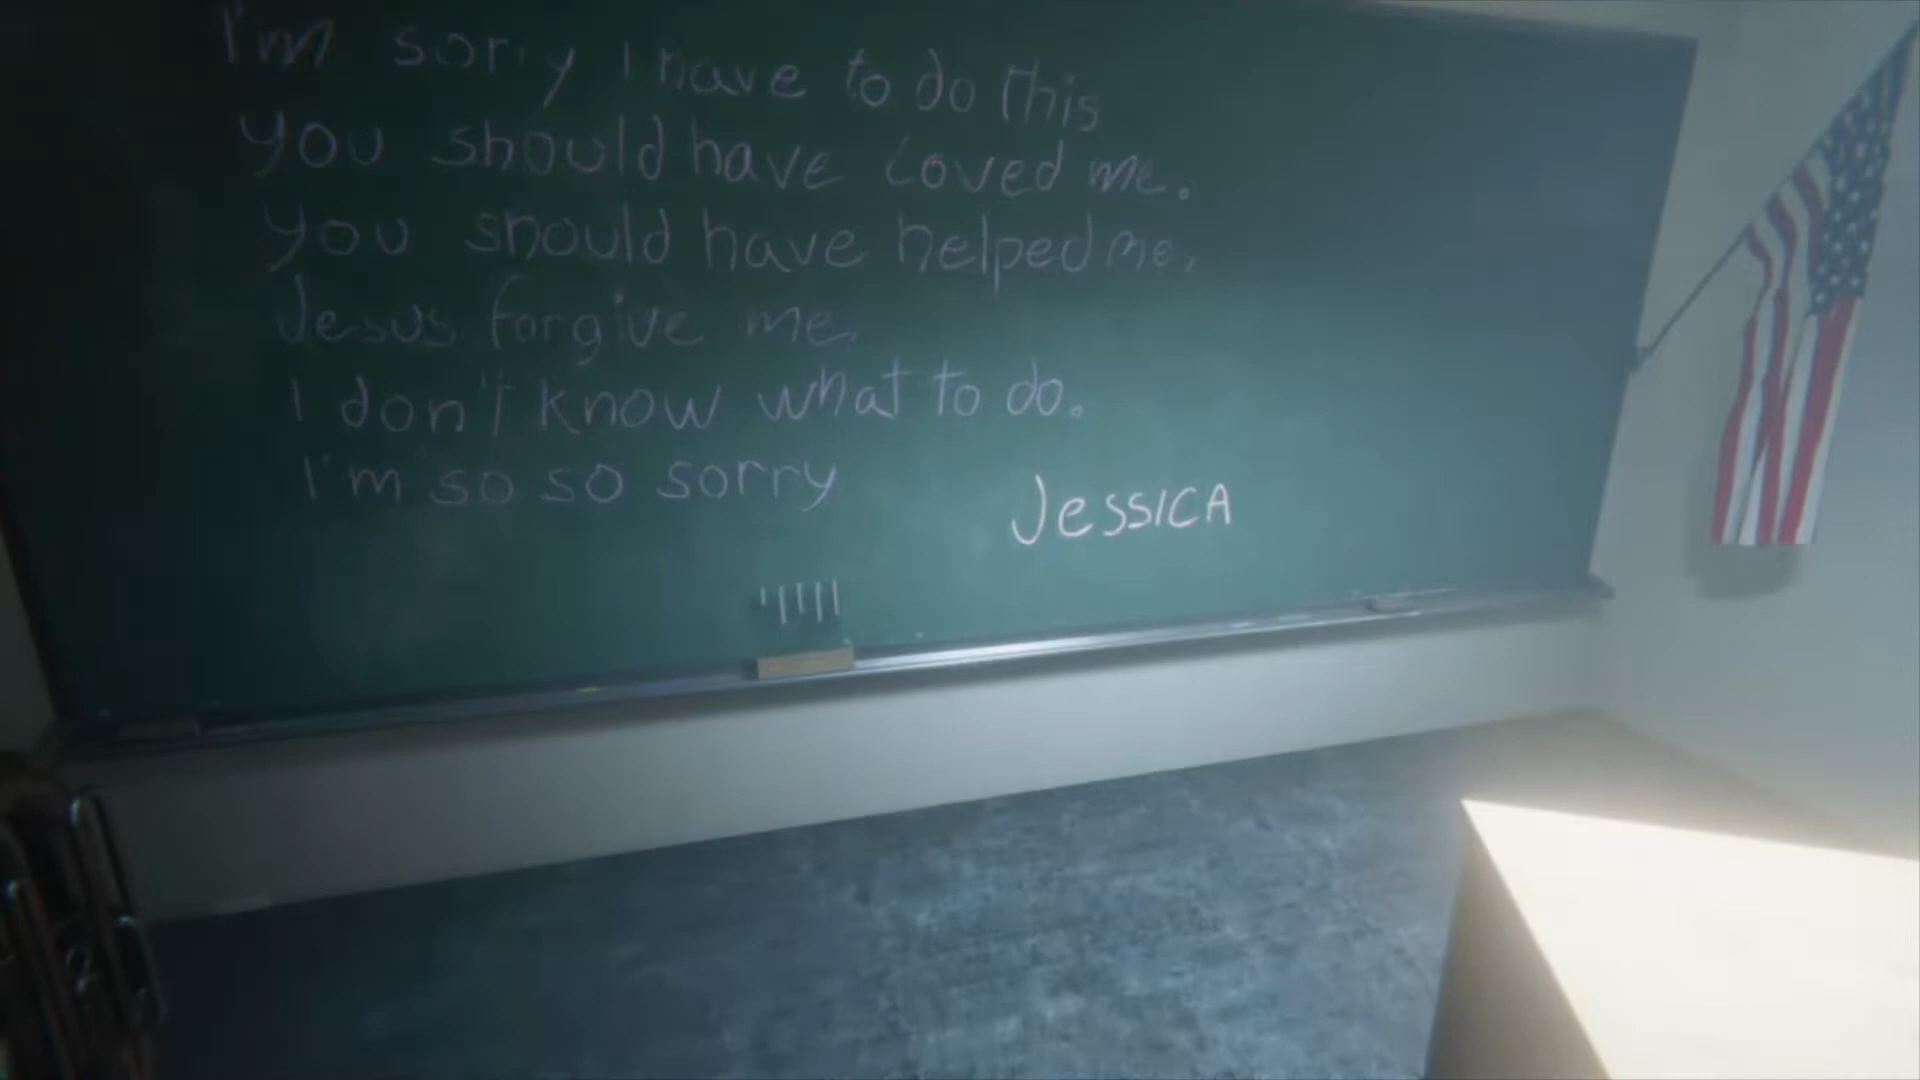 I'm sorry I have to do this
you should have loved me.
you should have helped me.
Jesus forgive me.
I don't know what to do.
I'm so so sorry
Jessica